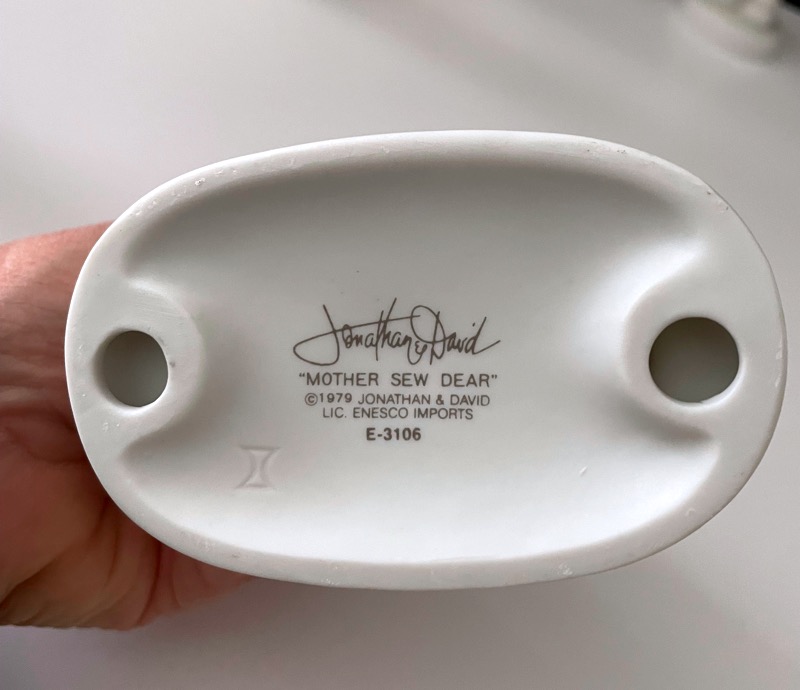 Jonathan & David
"MOTHER SEW DEAR"
©1979 JONATHAN & DAVID
LIC. ENESCO IMPORTS
E-3106